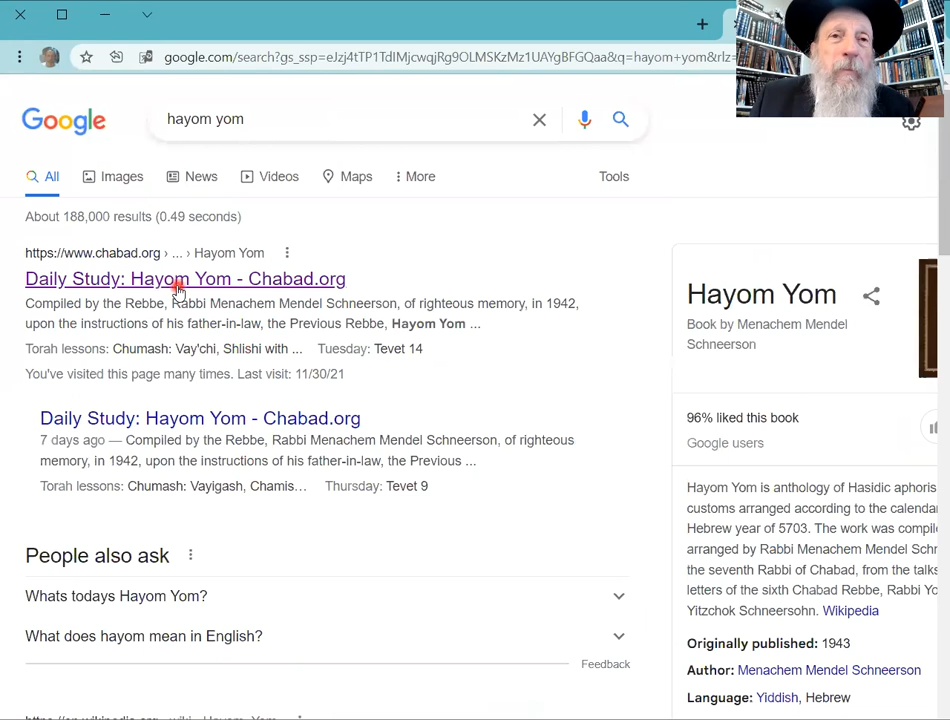 google.com/search?gs_ssp=eJzj4tTP1TdIMjcwqjRg9OLMSKzMz1UAYgBFGQaa&q=hayom+yom&rlz=
Google
hayom yom
All Images News Videos Maps More Tools
About 188,000 results (0.49 seconds)
https://www.chabad.org › ... › Hayom Yom
Daily Study: Hayom Yom - Chabad.org
Compiled by the Rebbe, Rabbi Menachem Mendel Schneerson, of righteous memory, in 1942,
upon the instructions of his father-in-law, the Previous Rebbe, Hayom Yom ...
Torah lessons: Chumash: Vay'chi, Shlishi with ... Tuesday: Tevet 14
You've visited this page many times. Last visit: 11/30/21
Daily Study: Hayom Yom - Chabad.org
7 days ago — Compiled by the Rebbe, Rabbi Menachem Mendel Schneerson, of righteous
memory, in 1942, upon the instructions of his father-in-law, the Previous ...
Torah lessons: Chumash: Vayigash, Chamis... Thursday: Tevet 9
People also ask
Whats todays Hayom Yom?
What does hayom mean in English?
Feedback
Hayom Yom
Book by Menachem Mendel
Schneerson
96% liked this book
Google users
Hayom Yom is anthology of Hasidic aphoris
customs arranged according to the calenda
Hebrew year of 5703. The work was compile
arranged by Rabbi Menachem Mendel Schn
the seventh Rabbi of Chabad, from the talks
letters of the sixth Chabad Rebbe, Rabbi Yo
Yitzchok Schneersohn. Wikipedia
Originally published: 1943
Author: Menachem Mendel Schneerson
Language: Yiddish, Hebrew